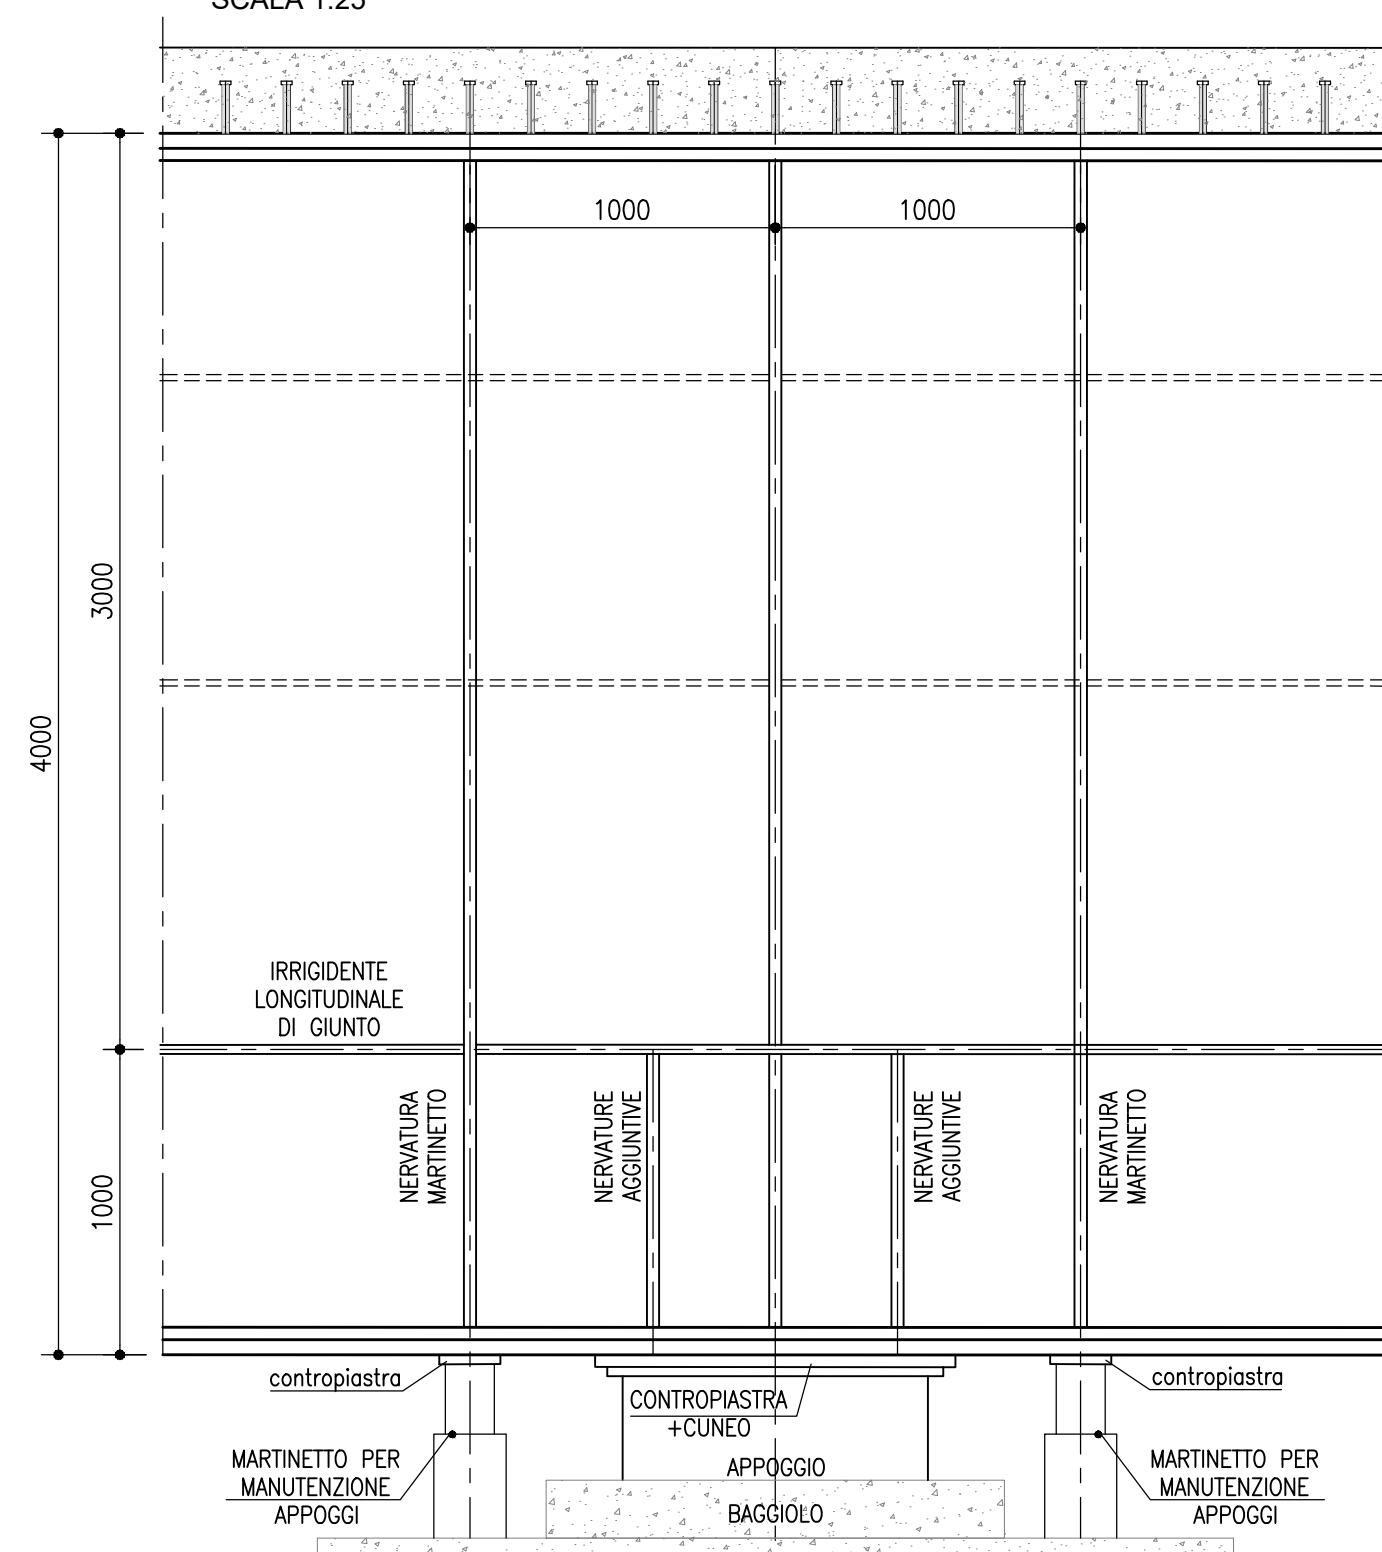 SCALA 1:25
1000
1000
3000
4000
1000
IRRIGIDENTE
LONGITUDINALE
DI GIUNTO
NERVATURA
MARTINETTO
NERVATURE
AGGIUNTIVE
NERVATURE
AGGIUNTIVE
NERVATURA
MARTINETTO
contropiastra
contropiastra
CONTROPIASTRA
+CUNEO
MARTINETTO PER
MANUTENZIONE
APPOGGI
APPOGGIO
BAGGIOLO
MARTINETTO PER
MANUTENZIONE
APPOGGI